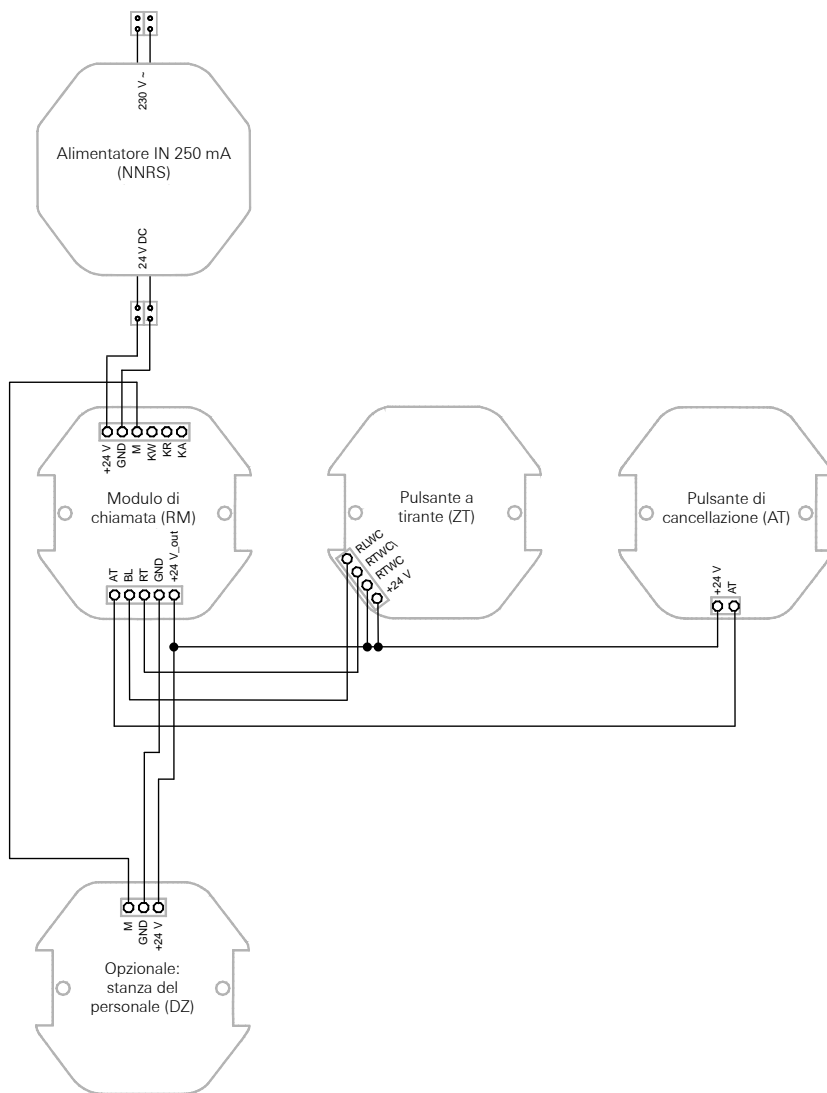 230 V ~
Alimentatore IN 250 mA
(NNRS)
24 V DC
+24 V
GND
M
KW
KR
KA
Modulo di
chiamata (RM)
AT
BL
RT
GND
+24 V_out
Pulsante a
tirante (ZT)
RLWC
RTWC\
RTWC
+24 V
Pulsante di
cancellazione (AT)
+24 V
AT
M
GND
+24 V
Opzionale:
stanza del
personale (DZ)